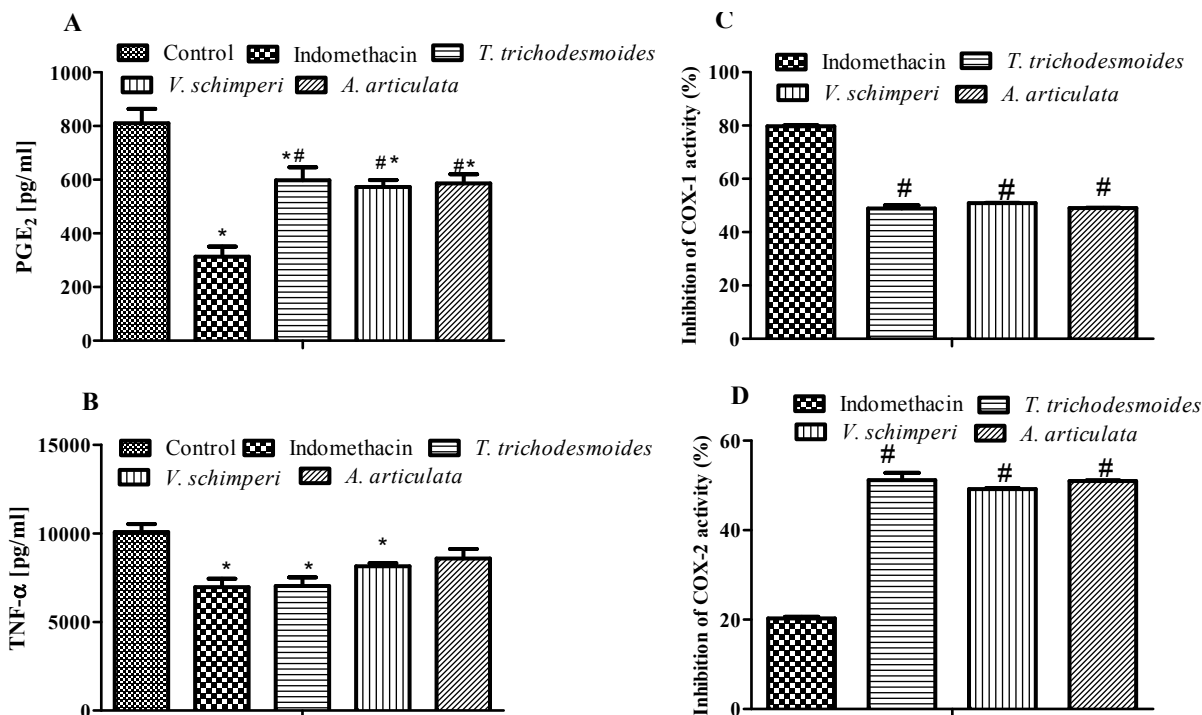 A
Control Indomethacin T. trichodesmoides
V. schimperi A. articulata
PGE2 [pg/ml]
1000
800
600
400
200
0
*
*#
#*
#*
B
Control Indomethacin T. trichodesmoides
V. schimperi A. articulata
TNF-α [pg/ml]
15000
10000
5000
0
*
*
*
C
Indomethacin T. trichodesmoides
V. schimperi A. articulata
Inhibition of COX-1 activity (%)
100
80
60
40
20
0
#
#
#
D
Indomethacin T. trichodesmoides
V. schimperi A. articulata
Inhibition of COX-2 activity (%)
60
40
20
0
#
#
#